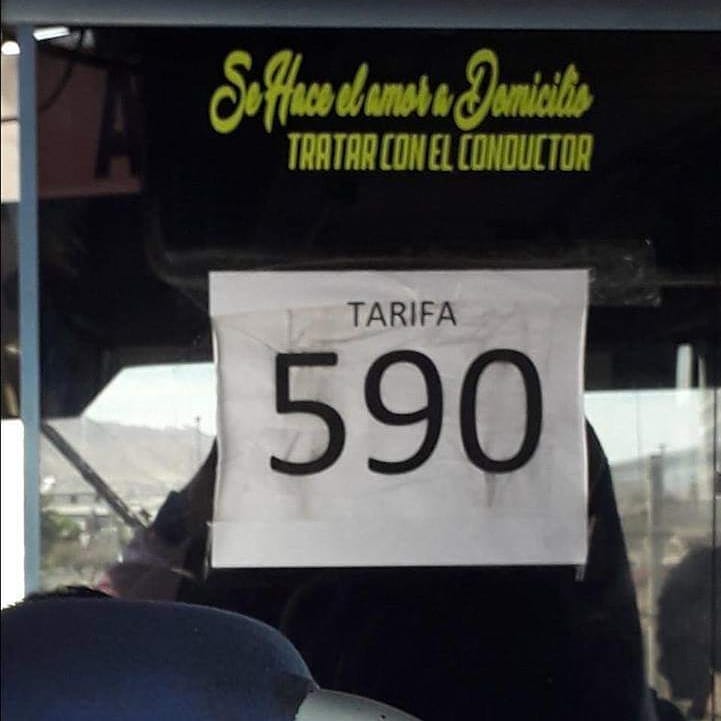 Se Hace el amor a Domicilio
TRATAR CON EL CONDUCTOR
A
TARIFA
590